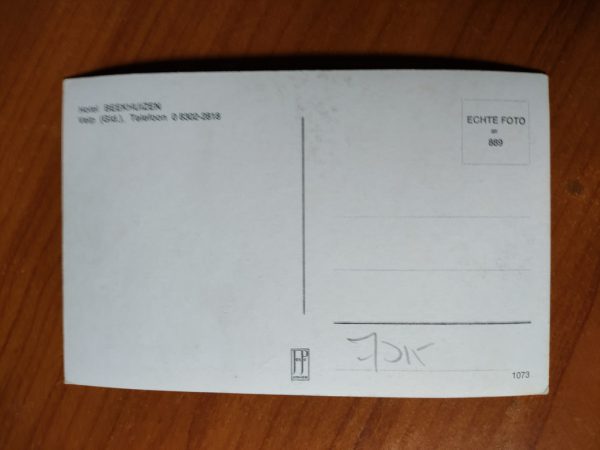 Hotel BEEKHUIZEN
Velp (Gld.), Telefoon 0 8302-2818
ECHTE FOTO
889
1073